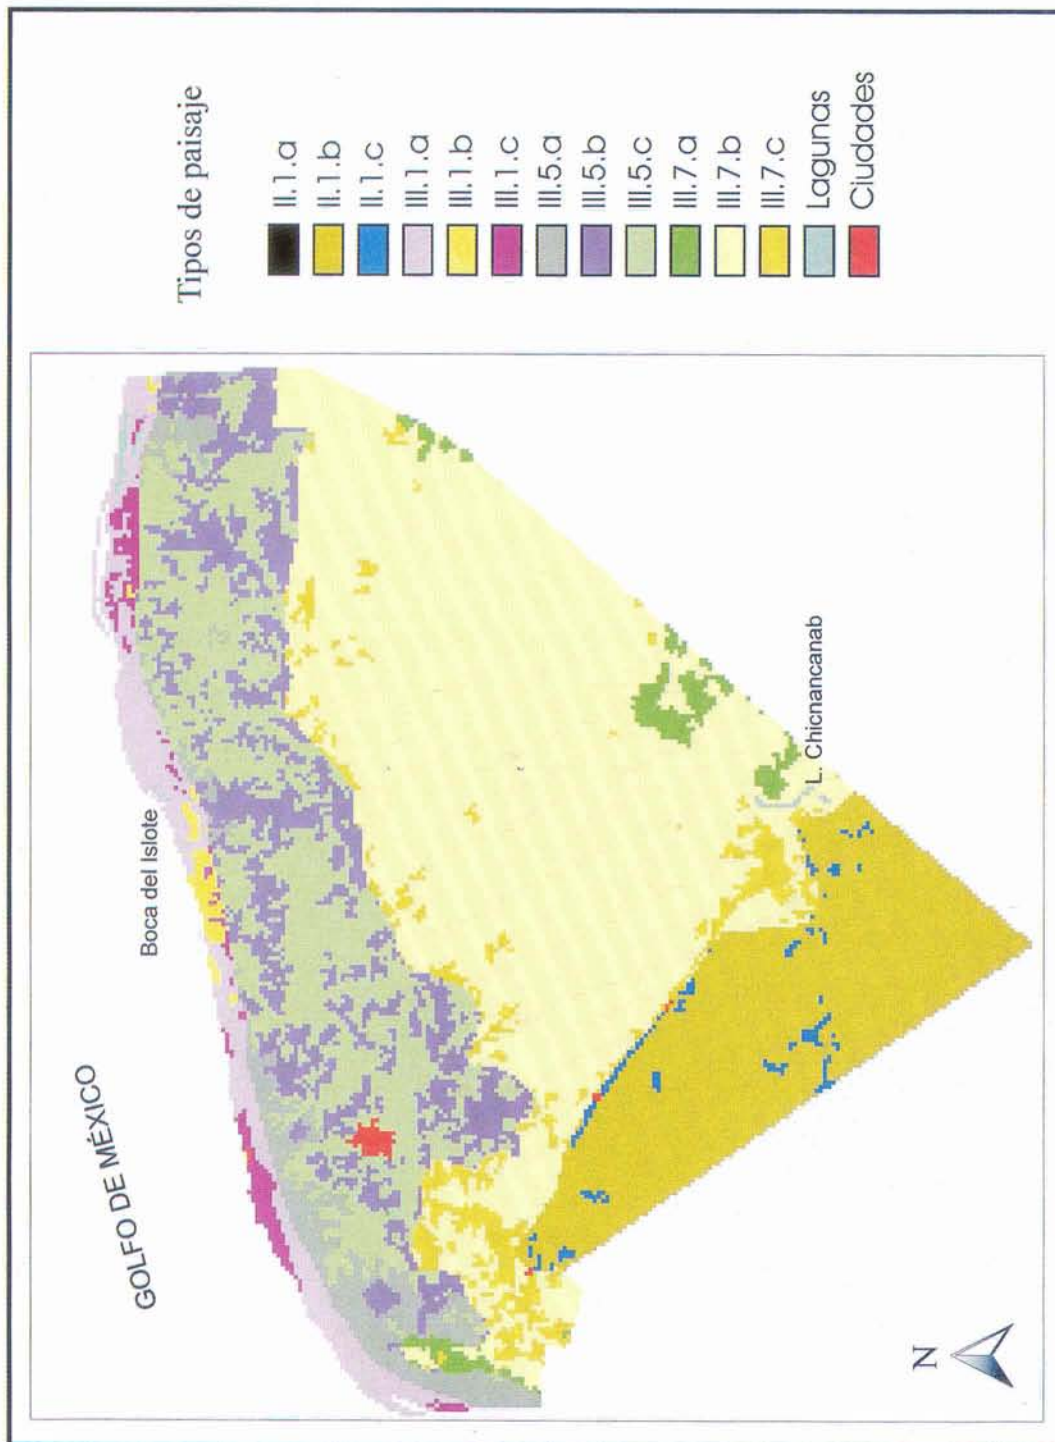 GOLFO DE MÉXICO
Boca del Islote
L. Chicnancanab
N
Tipos de paisaje
II.1.a
II.1.b
II.1.c
III.1.a
III.1.b
III.1.c
III.5.a
III.5.b
III.5.c
III.7.a
III.7.b
III.7.c
Lagunas
Ciudades